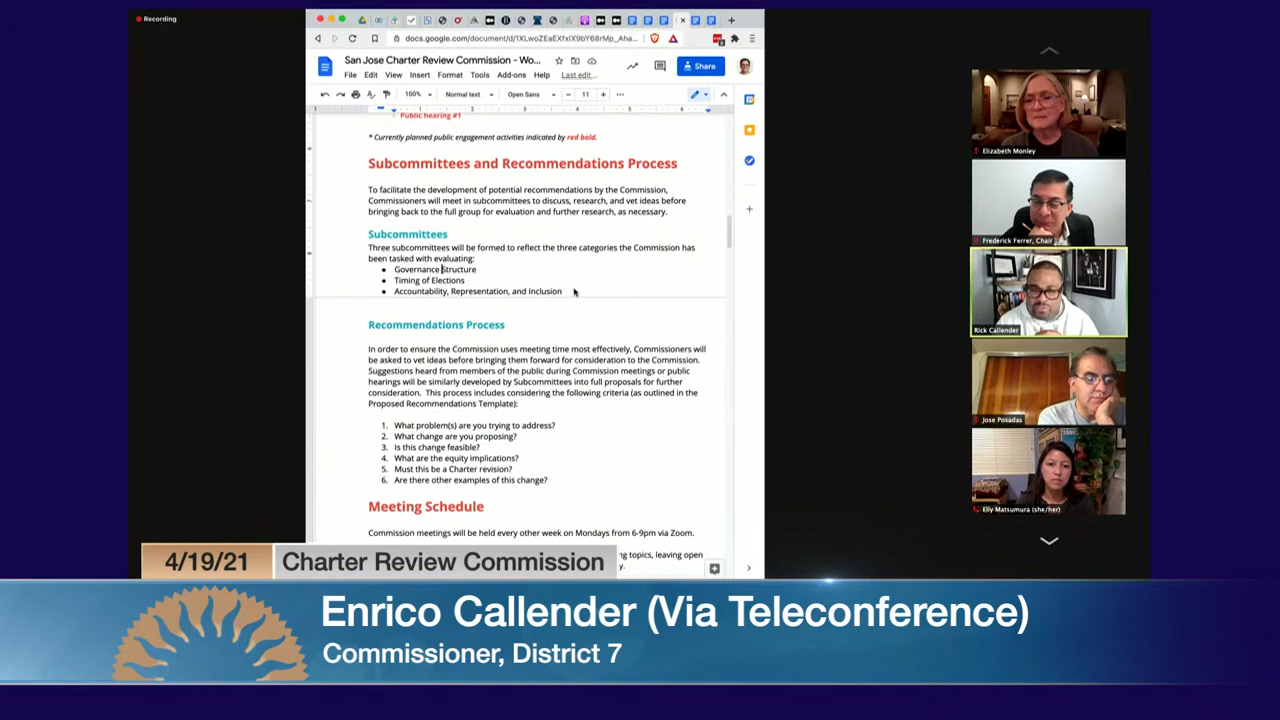 Recording
docs.google.com/document/d/1XLwoZEaEXfxIX9bY68rMp_Aha...
San Jose Charter Review Commission - Wo...
Share
File Edit View Insert Format Tools Add-ons Help Last edit...
100% Normal text Open Sans 11
Public hearing #1
* Currently planned public engagement activities indicated by red bold.
Subcommittees and Recommendations Process
To facilitate the development of potential recommendations by the Commission,
Commissioners will meet in subcommittees to discuss, research, and vet ideas before
bringing back to the full group for evaluation and further research, as necessary.
Subcommittees
Three subcommittees will be formed to reflect the three categories the Commission has
been tasked with evaluating:
● Governance Structure
● Timing of Elections
● Accountability, Representation, and Inclusion
Recommendations Process
In order to ensure the Commission uses meeting time most effectively, Commissioners will
be asked to vet ideas before bringing them forward for consideration to the Commission.
Suggestions heard from members of the public during Commission meetings or public
hearings will be similarly developed by Subcommittees into full proposals for further
consideration. This process includes considering the following criteria (as outlined in the
Proposed Recommendations Template):
1. What problem(s) are you trying to address?
2. What change are you proposing?
3. Is this change feasible?
4. What are the equity implications?
5. Must this be a Charter revision?
6. Are there other examples of this change?
Meeting Schedule
Commission meetings will be held every other week on Mondays from 6-9pm via Zoom.
ng topics, leaving open
y.
Elizabeth Monley
Frederick Ferrer, Chair
Rick Callender
Jose Posadas
Elly Matsumura (she/her)
4/19/21 Charter Review Commission
Enrico Callender (Via Teleconference)
Commissioner, District 7